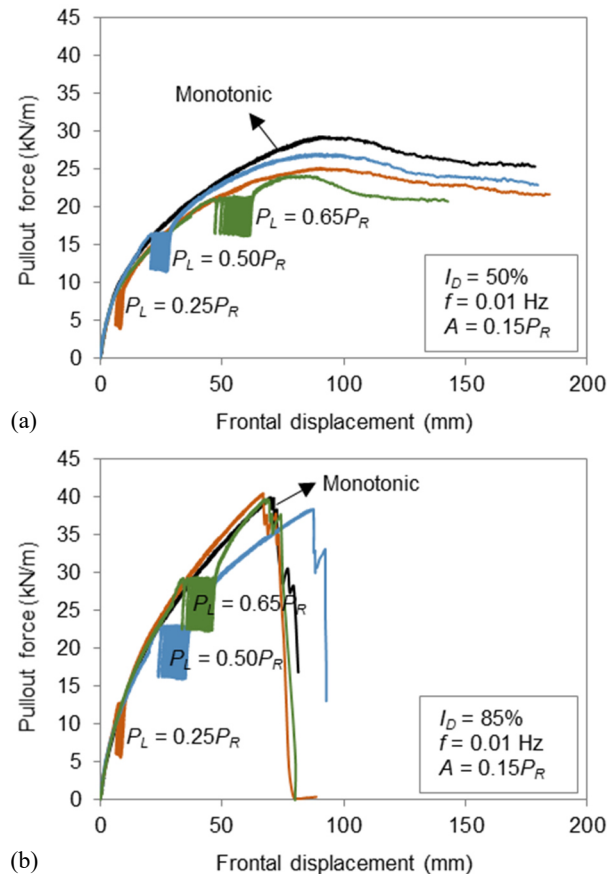 45
40
35
30
25
20
15
10
5
0
Pullout force (kN/m)
Monotonic
P_L = 0.65P_R
P_L = 0.50P_R
P_L = 0.25P_R
I_D = 50%
f = 0.01 Hz
A = 0.15P_R
0 50 100 150 200
Frontal displacement (mm)
(a)
45
40
35
30
25
20
15
10
5
0
Pullout force (kN/m)
Monotonic
P_L = 0.65P_R
P_L = 0.50P_R
P_L = 0.25P_R
I_D = 85%
f = 0.01 Hz
A = 0.15P_R
0 50 100 150 200
Frontal displacement (mm)
(b)